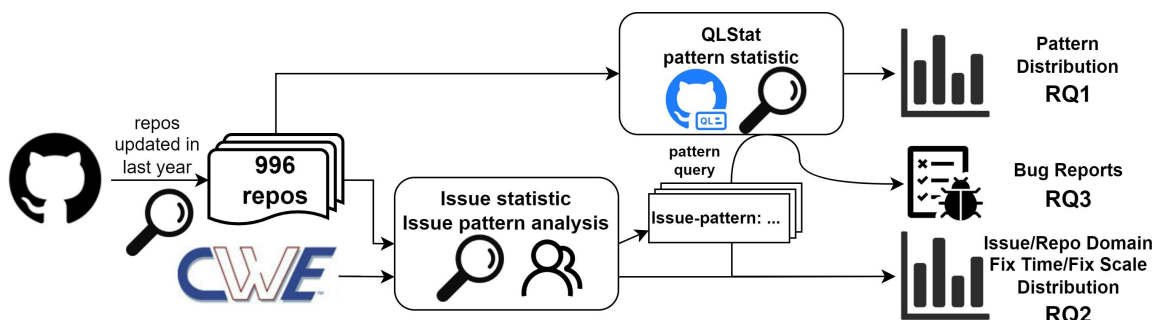 repos
updated in
last year
996
repos
CWE
TM
Issue statistic
Issue pattern analysis
QLStat
pattern statistic
QL
pattern
query
Issue-pattern: ...
Pattern
Distribution
RQ1
Bug Reports
RQ3
Issue/Repo Domain
Fix Time/Fix Scale
Distribution
RQ2